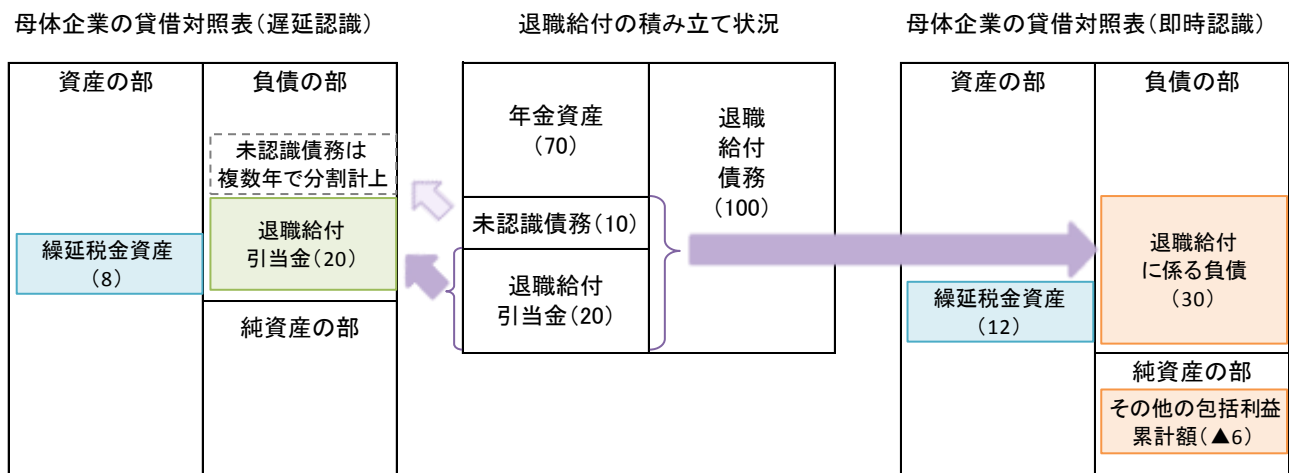 母体企業の貸借対照表（遅延認識）
資産の部
負債の部
未認識債務は
複数年で分割計上
繰延税金資産
（8）
退職給付
引当金（20）
純資産の部
退職給付の積み立て状況
年金資産
（70）
未認識債務（10）
退職給付
引当金（20）
退職
給付
債務
（100）
母体企業の貸借対照表（即時認識）
資産の部
負債の部
繰延税金資産
（12）
退職給付
に係る負債
（30）
純資産の部
その他の包括利益
累計額（▲6）